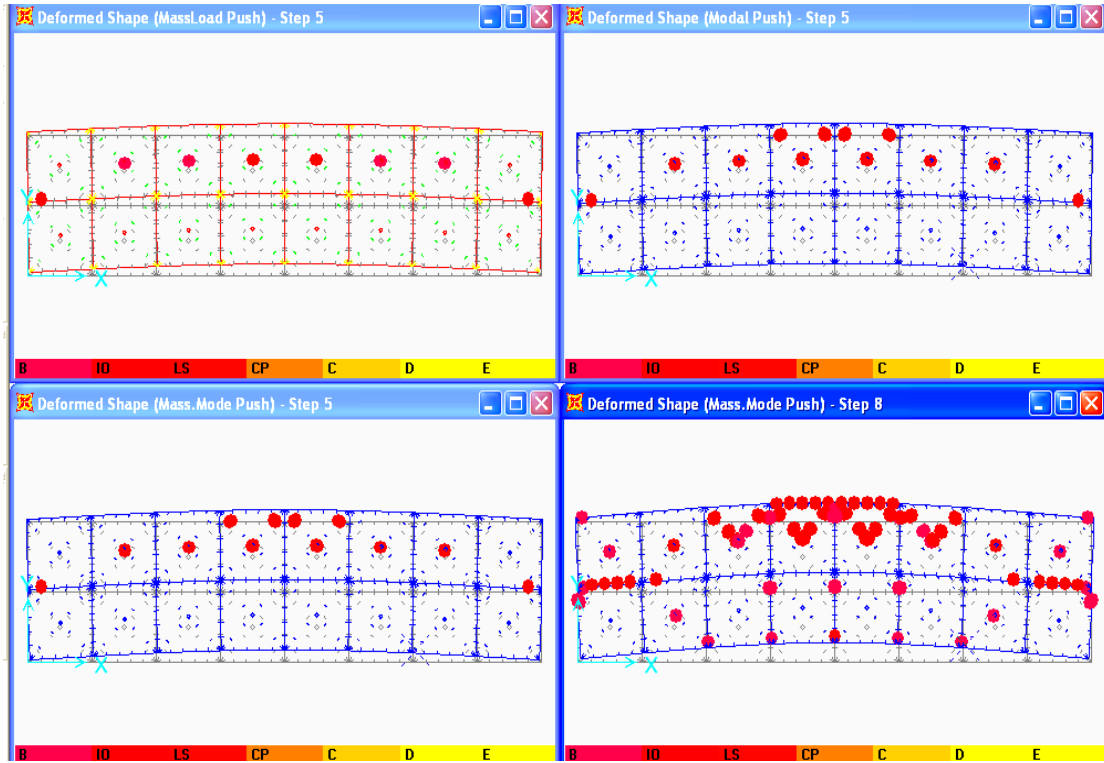 Deformed Shape (MassLoad Push) - Step 5
Y
X
B IO LS CP C D E
Deformed Shape (Modal Push) - Step 5
Y
X
B IO LS CP C D E
Deformed Shape (Mass.Mode Push) - Step 5
Y
X
B IO LS CP C D E
Deformed Shape (Mass.Mode Push) - Step 8
Y
X
B IO LS CP C D E